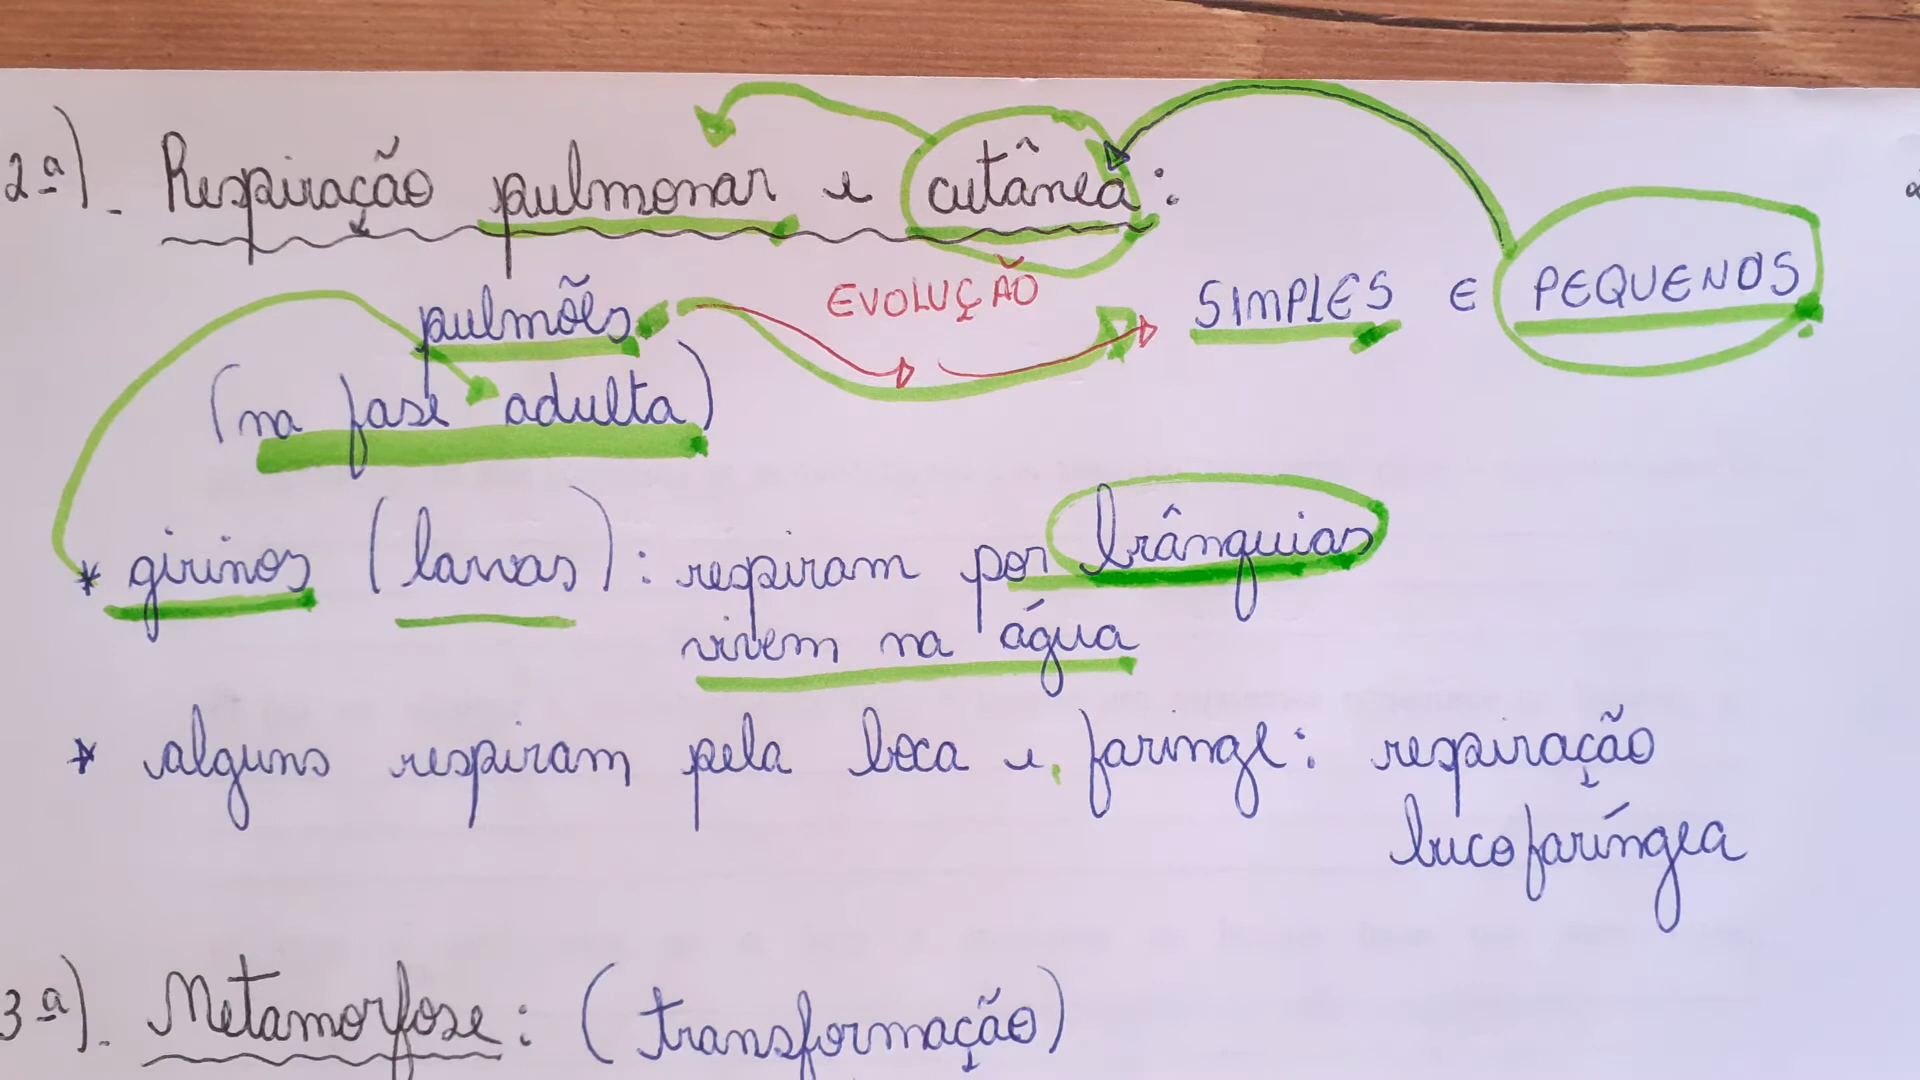 2ª). Respiração pulmonar e cutânea:
pulmões EVOLUÇÃO SIMPLES E PEQUENOS
(na fase adulta)
* girinos (larvas): respiram por brânquias
vivem na água
* alguns respiram pela boca e faringe: respiração
bucofaríngea
3ª). Metamorfose: (transformação)